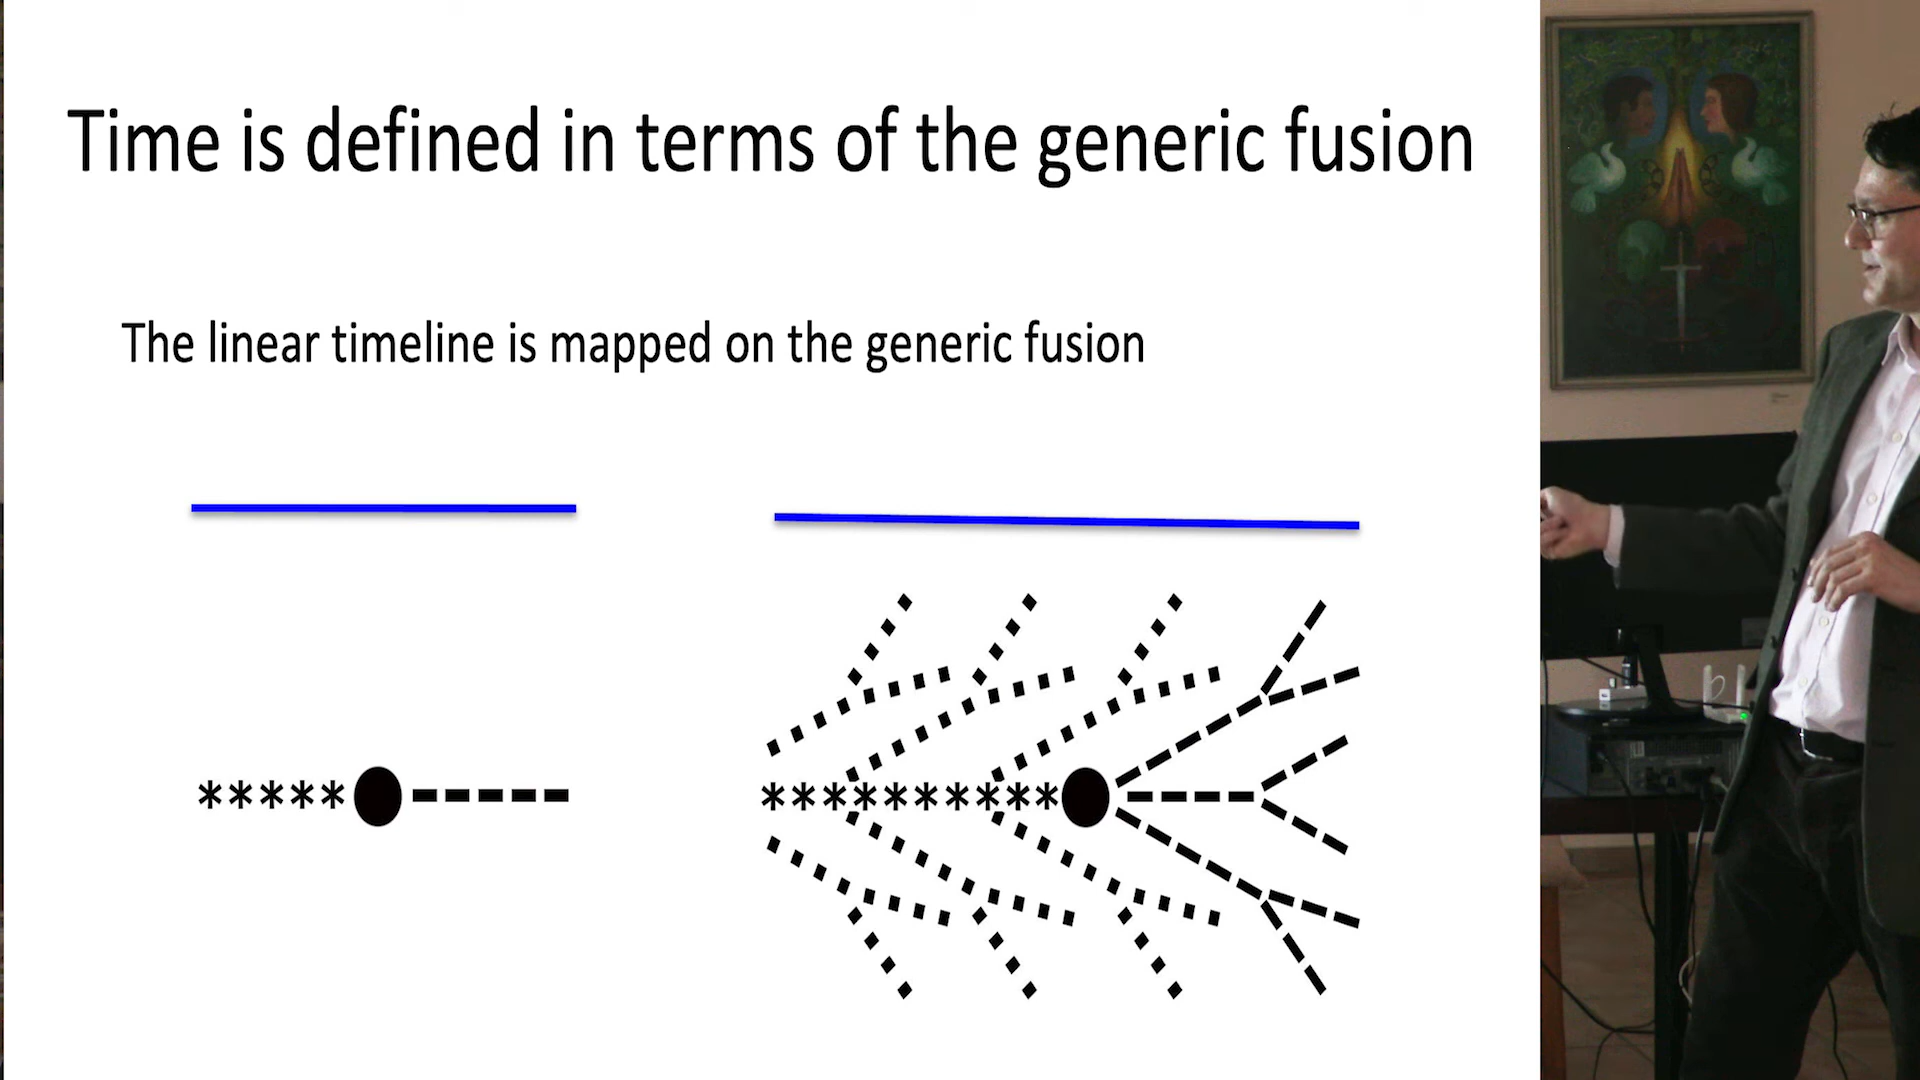 Time is defined in terms of the generic fusion
The linear timeline is mapped on the generic fusion